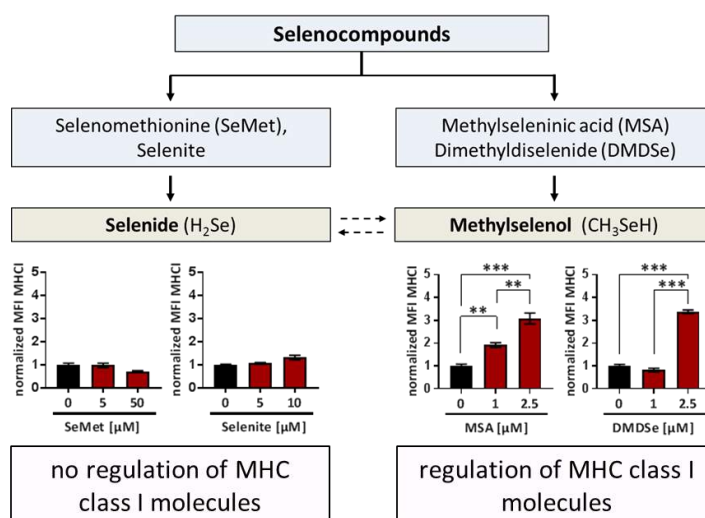 Selenocompounds
Selenomethionine (SeMet),
Selenite
Methylseleninic acid (MSA)
Dimethyldiselenide (DMDSe)
Selenide (H₂Se)
Methylselenol (CH₃SeH)
normalized MFI MHCI
5
4
3
2
1
0
0 5 50
SeMet [µM]
normalized MFI MHCI
5
4
3
2
1
0
0 5 10
Selenite [µM]
normalized MFI MHCI
5
4
3
2
1
0
***
**
**
0 1 2.5
MSA [µM]
normalized MFI MHCI
5
4
3
2
1
0
***
***
0 1 2.5
DMDSe [µM]
no regulation of MHC
class I molecules
regulation of MHC class I
molecules